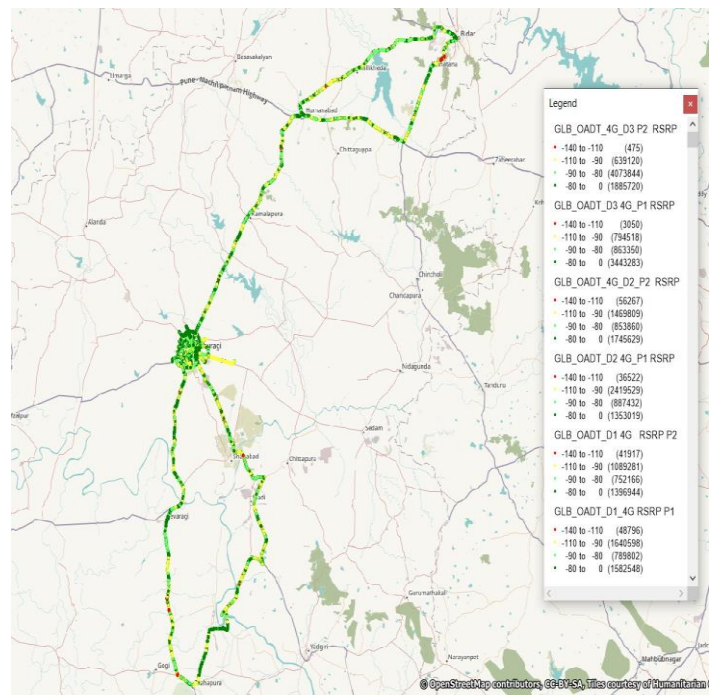 Bidar
Basavakalyan
Umarga
Pune - Machilipatnam Highway
Humanabad
Chittaguppa
Zaheerabad
Kamalapura
Alanda
Chincholi
Chandapura
Nidagunda
Tanduru
Sedam
Shahabad
Chittapura
Gurumathakal
Yadgiri
Narayanpet
Mahbubnagar
Gogi
Shahapura
Legend
x
GLB_OADT_4G_D3 P2 RSRP
-140 to -110 (475)
-110 to -90 (639120)
-90 to -80 (4073844)
-80 to 0 (1885720)
GLB_OADT_D3 4G_P1 RSRP
-140 to -110 (3050)
-110 to -90 (794518)
-90 to -80 (863350)
-80 to 0 (3443283)
GLB_OADT_4G_D2_P2 RSRP
-140 to -110 (56267)
-110 to -90 (1469809)
-90 to -80 (853860)
-80 to 0 (1745629)
GLB_OADT_D2 4G_P1 RSRP
-140 to -110 (36522)
-110 to -90 (2419529)
-90 to -80 (887432)
-80 to 0 (1353019)
GLB_OADT_D1 4G RSRP P2
-140 to -110 (41917)
-110 to -90 (1089281)
-90 to -80 (752166)
-80 to 0 (1396944)
GLB_OADT_D1_4G RSRP P1
-140 to -110 (48796)
-110 to -90 (1640598)
-90 to -80 (789802)
-80 to 0 (1582548)
© OpenStreetMap contributors, CC-BY-SA, Tiles courtesy of Humanitarian